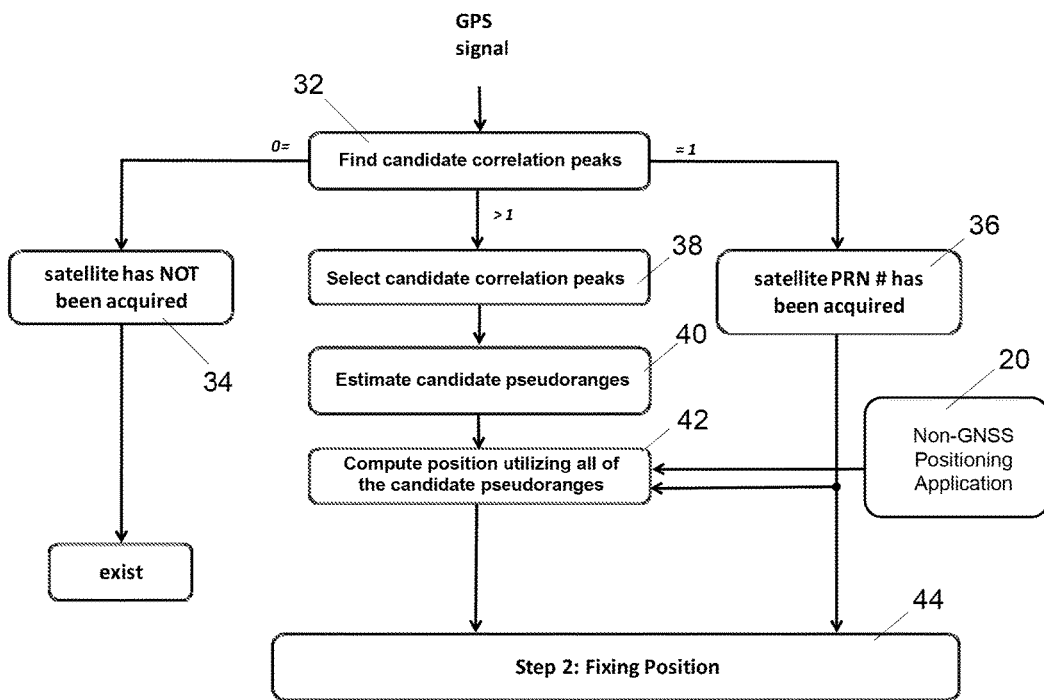 GPS
signal
32
0=
Find candidate correlation peaks
= 1
> 1
36
satellite has NOT
been acquired
34
Select candidate correlation peaks
38
satellite PRN # has
been acquired
40
Estimate candidate pseudoranges
20
Non-GNSS
Positioning
Application
42
Compute position utilizing all of
the candidate pseudoranges
exist
44
Step 2: Fixing Position